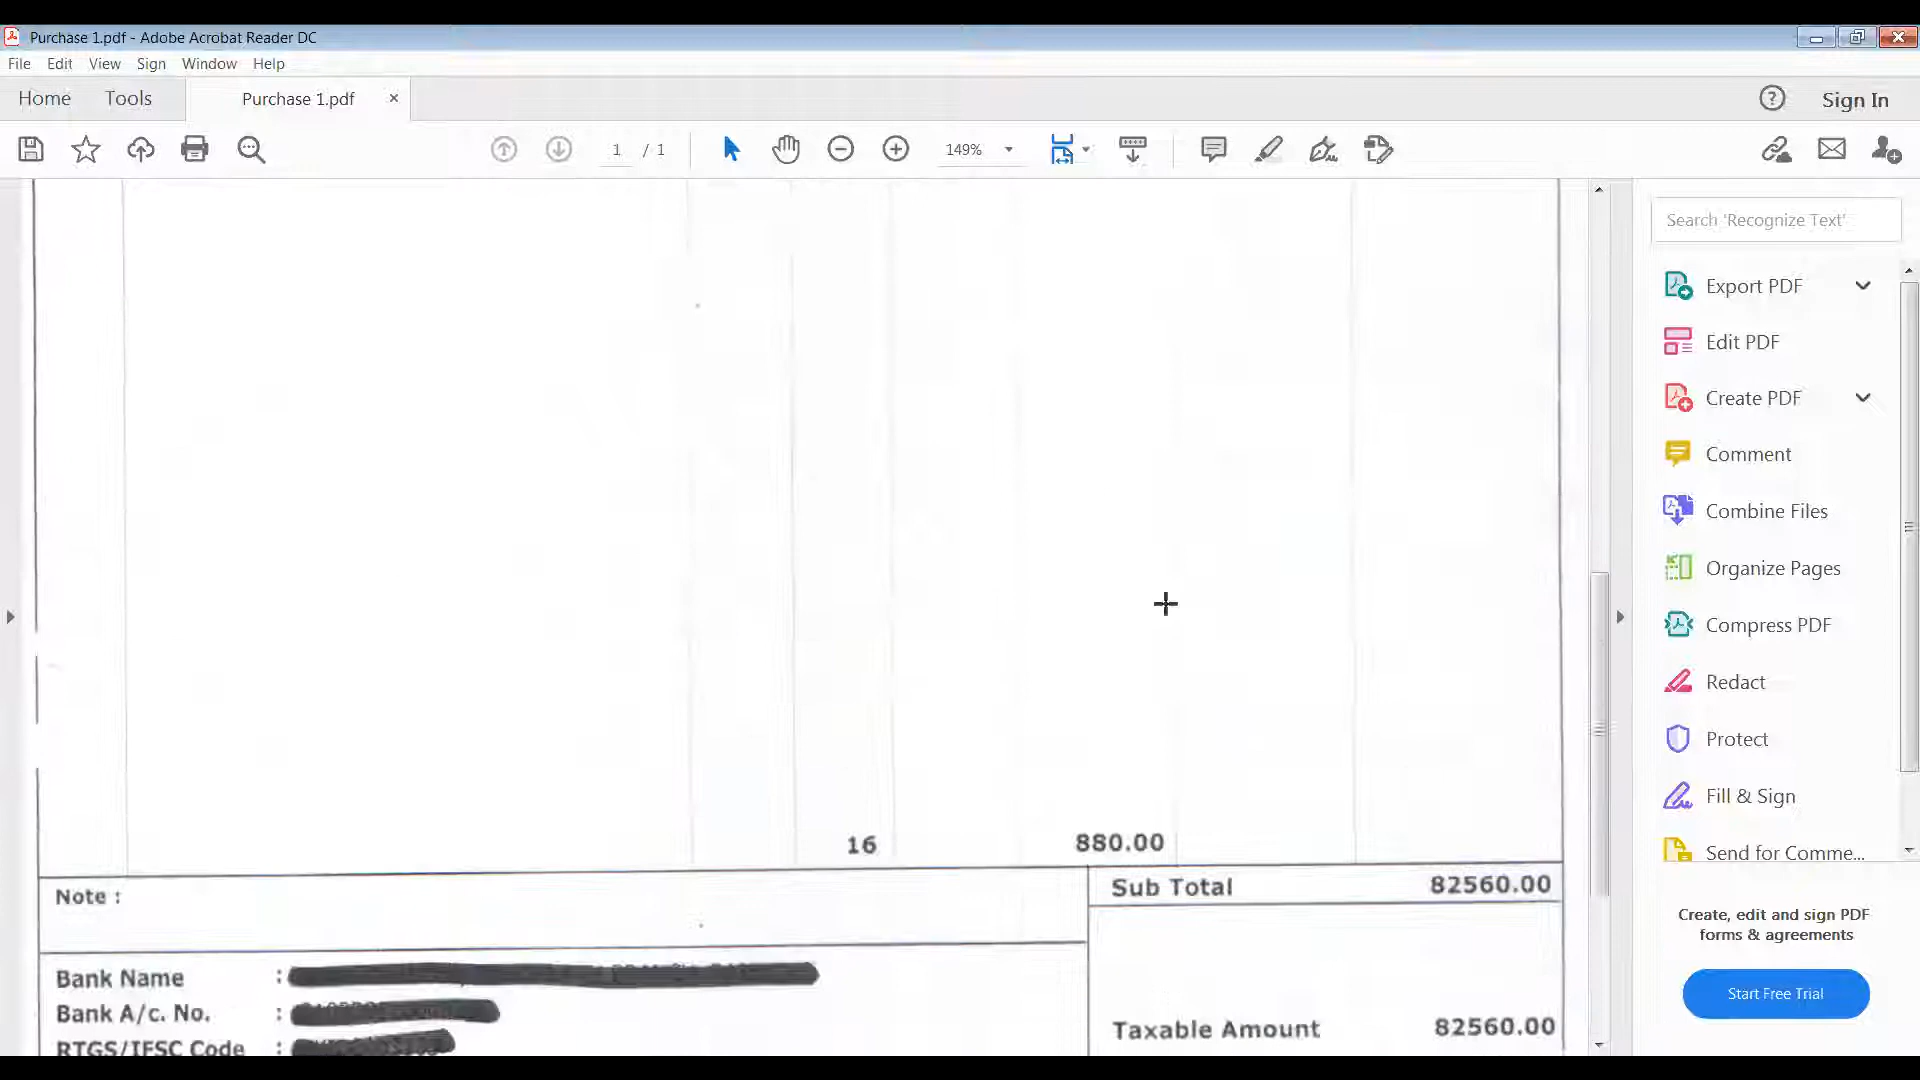 Purchase 1.pdf - Adobe Acrobat Reader DC
File Edit View Sign Window Help
Home Tools Purchase 1.pdf × Sign In
1 / 1 149%
Search 'Recognize Text'
Export PDF
Edit PDF
Create PDF
Comment
Combine Files
Organize Pages
Compress PDF
Redact
Protect
Fill & Sign
Send for Comme...
Create, edit and sign PDF
forms & agreements
Start Free Trial
16 880.00
Note :
Sub Total 82560.00
Bank Name :
Bank A/c. No. :
RTGS/IFSC Code :
Taxable Amount 82560.00